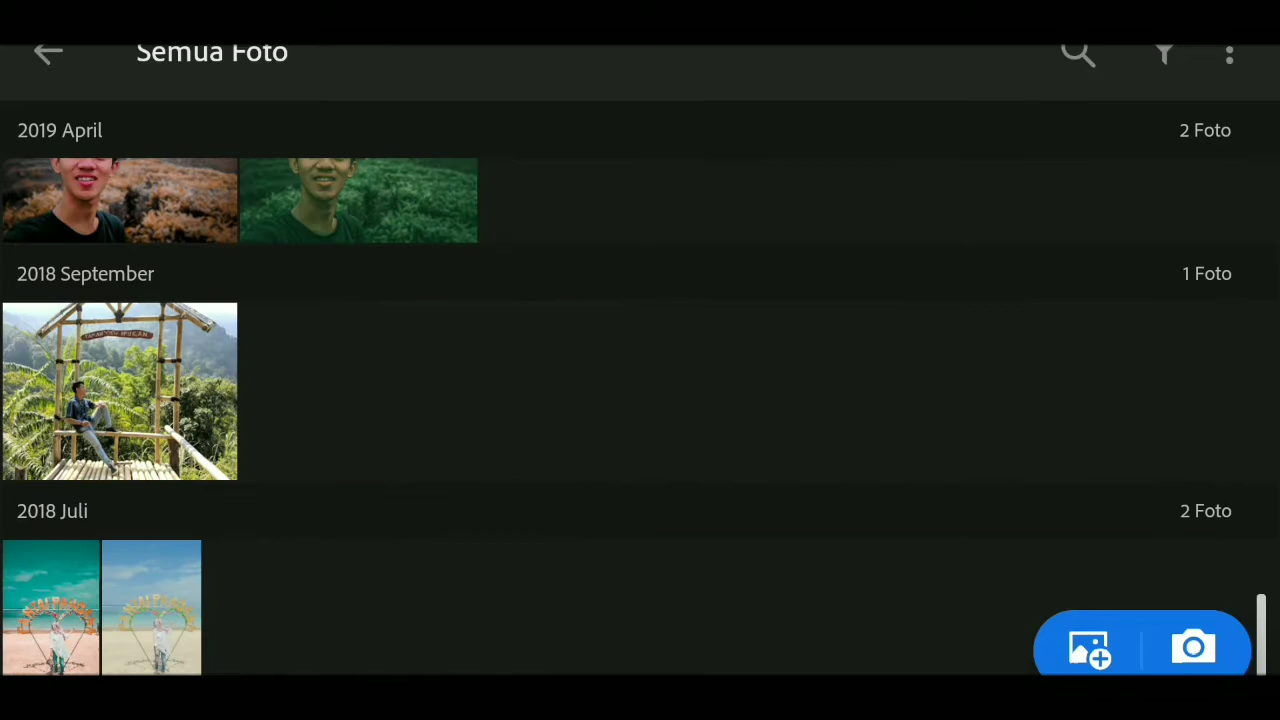 Semua Foto
2019 April
2 Foto
2018 September
1 Foto
2018 Juli
2 Foto